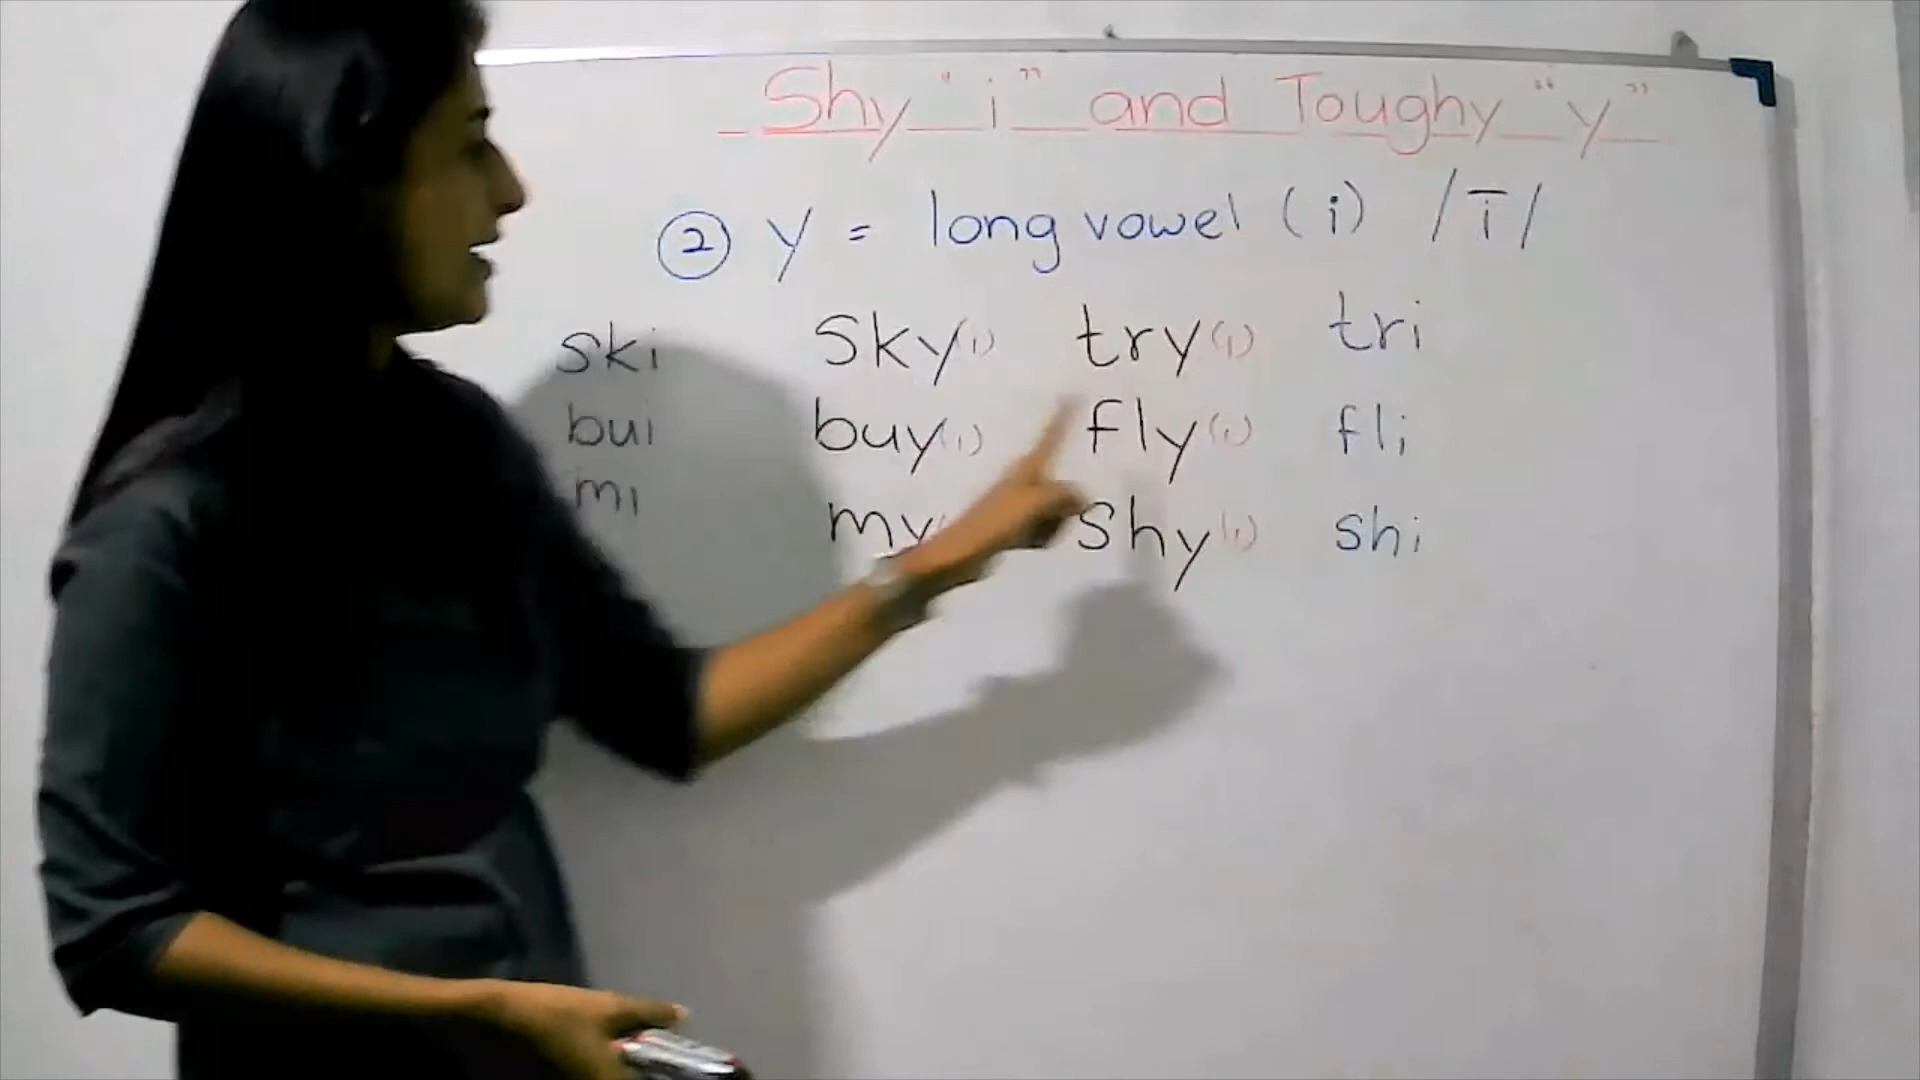 Shy "i" and Toughy "y"
② y = long vowel (i) /ī/
ski sky(i) try(i) tri
bui buy(i) fly(i) fli
mi my shy(i) shi